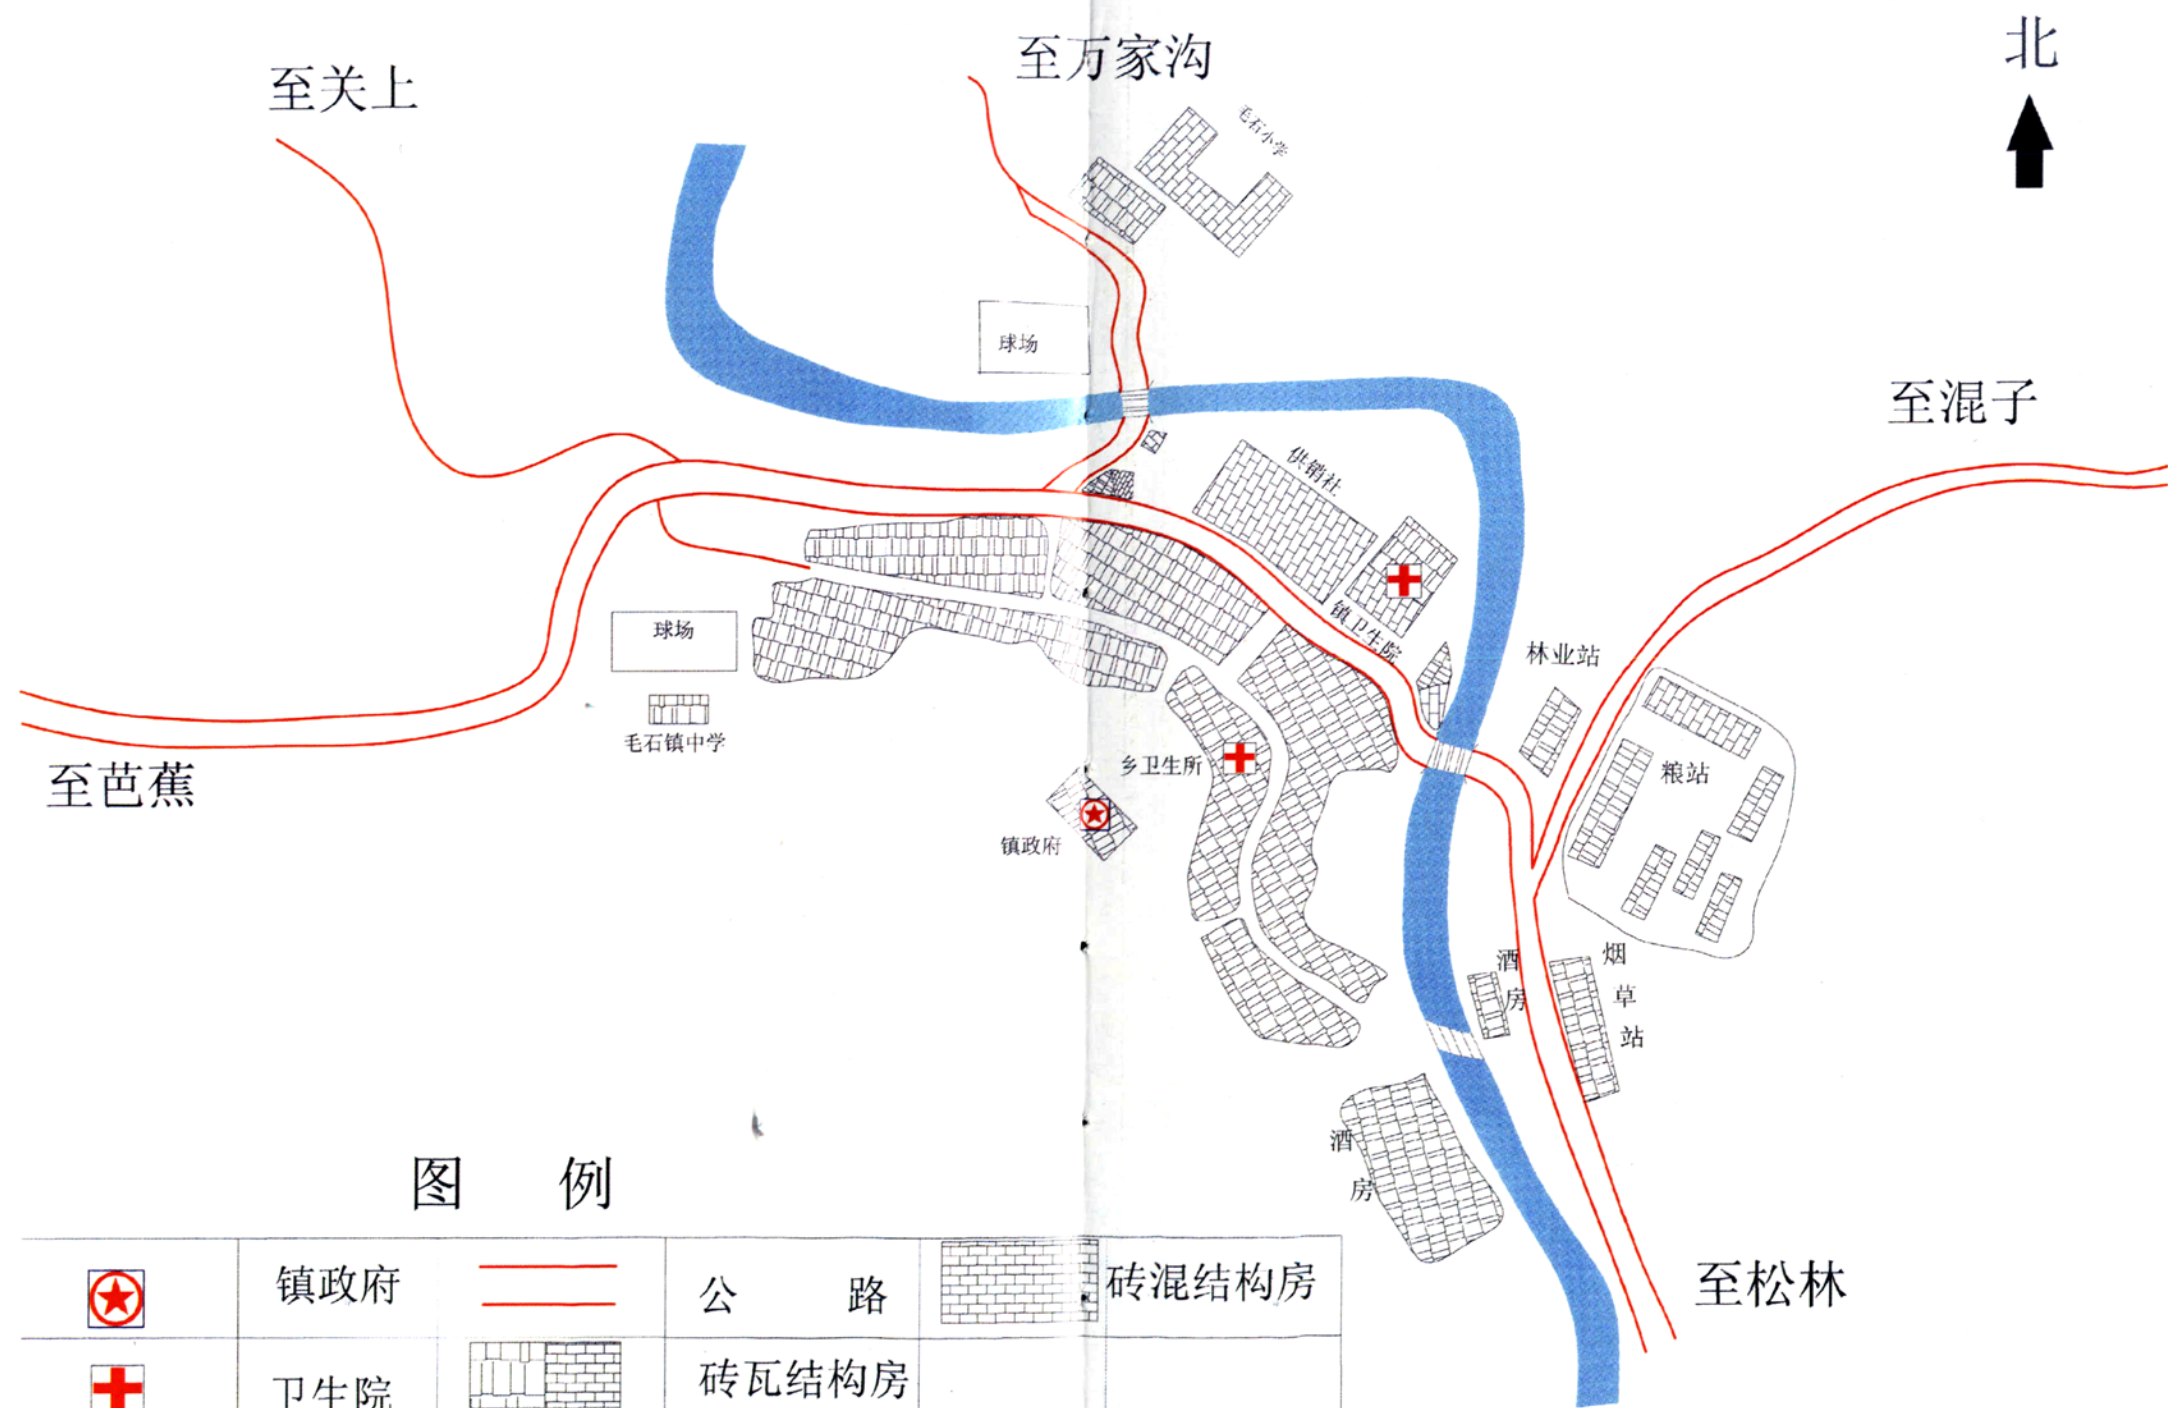 北
至万家沟
至关上
毛石小学
球场
至混子
供销社
镇卫生院
球场
林业站
毛石镇中学
乡卫生所
粮站
至芭蕉
镇政府
酒房
烟草站
酒房
图 例
镇政府
公 路
砖混结构房
至松林
卫生院
砖瓦结构房